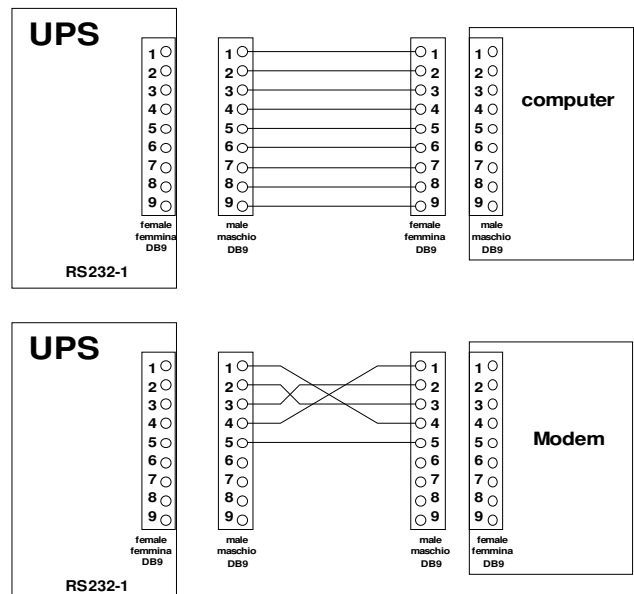 UPS
1 1 1 1
2 2 2 2
3 3 3 3
4 4 4 4
5 5 5 5
6 6 6 6
7 7 7 7
8 8 8 8
9 9 9 9
computer
female male female male
femmina maschio femmina maschio
DB9 DB9 DB9 DB9
RS232-1
UPS
1 1 1 1
2 2 2 2
3 3 3 3
4 4 4 4
5 5 5 5
6 6 6 6
7 7 7 7
8 8 8 8
9 9 9 9
Modem
female male male female
femmina maschio maschio femmina
DB9 DB9 DB9 DB9
RS232-1